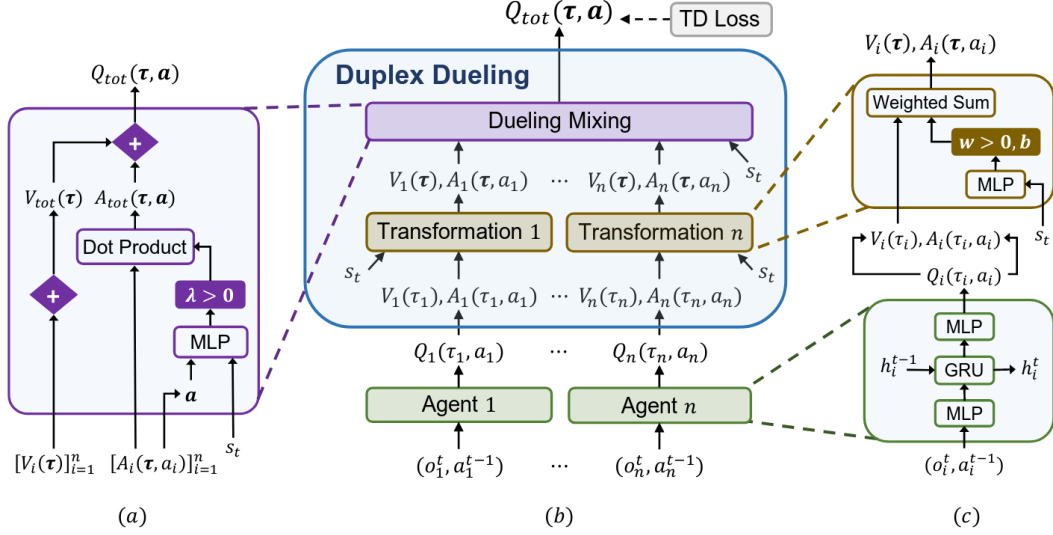 Q_tot(τ, a)
+
V_tot(τ) A_tot(τ, a)
Dot Product
+
λ > 0
MLP
a
[V_i(τ)]_{i=1}^n [A_i(τ, a_i)]_{i=1}^n s_t
(a)
Q_tot(τ, a) TD Loss
Duplex Dueling
Dueling Mixing
s_t
V_1(τ), A_1(τ, a_1) ⋯ V_n(τ), A_n(τ, a_n)
Transformation 1 Transformation n
s_t s_t
V_1(τ_1), A_1(τ_1, a_1) ⋯ V_n(τ_n), A_n(τ_n, a_n)
Q_1(τ_1, a_1) ⋯ Q_n(τ_n, a_n)
Agent 1 Agent n
(o_1^t, a_1^{t-1}) ⋯ (o_n^t, a_n^{t-1})
(b)
V_i(τ), A_i(τ, a_i)
Weighted Sum
w > 0, b
MLP
s_t
V_i(τ_i), A_i(τ_i, a_i)
Q_i(τ_i, a_i)
MLP
h_i^{t-1} GRU h_i^t
MLP
(o_i^t, a_i^{t-1})
(c)